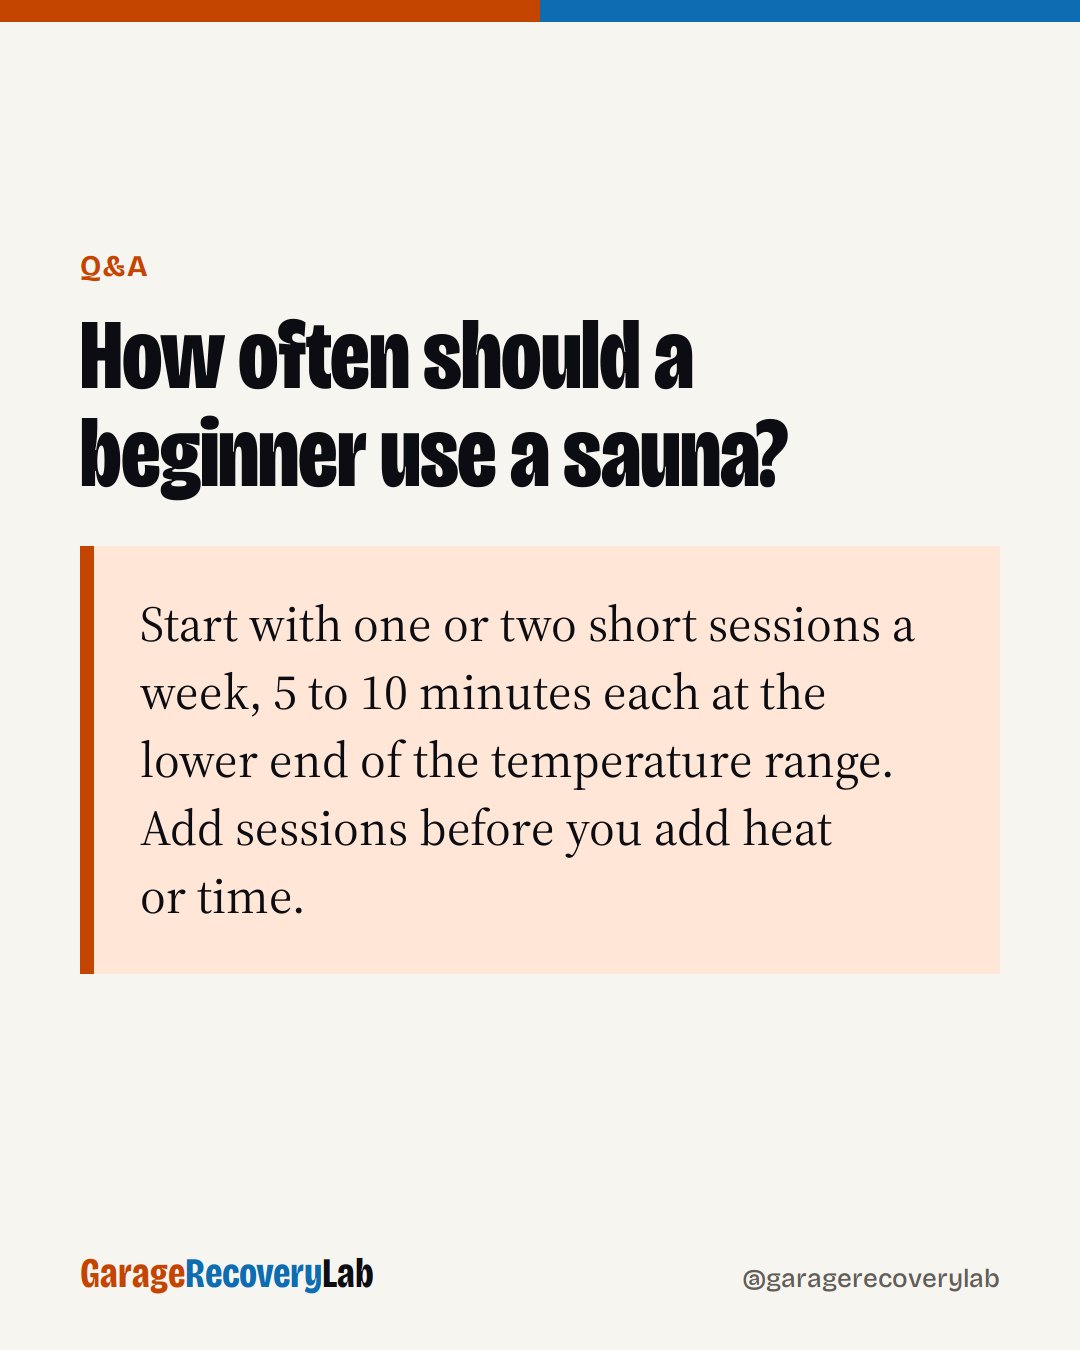 Q&A
How often should a
beginner use a sauna?
Start with one or two short sessions a
week, 5 to 10 minutes each at the
lower end of the temperature range.
Add sessions before you add heat
or time.
GarageRecoveryLab
@garagerecoverylab